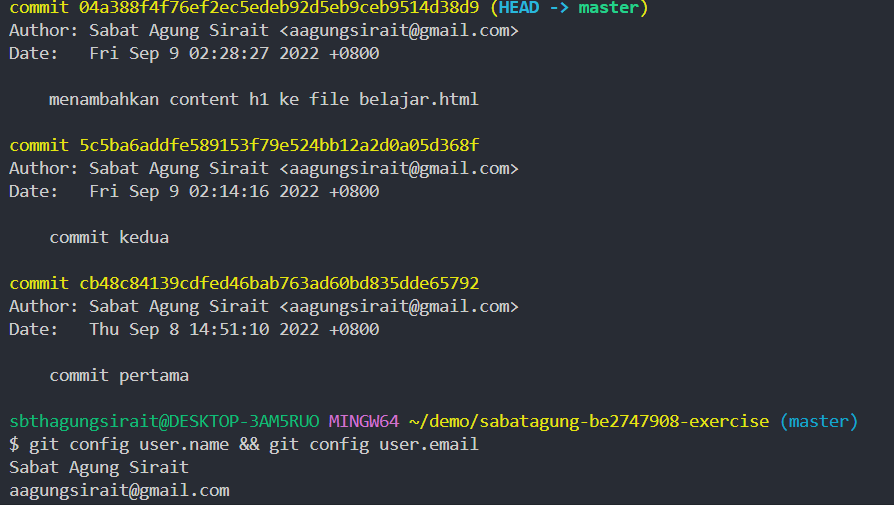 commit 04a388f4f76ef2ec5edeb92d5eb9ceb9514d38d9 (HEAD -> master)
Author: Sabat Agung Sirait <aagungsirait@gmail.com>
Date:   Fri Sep 9 02:28:27 2022 +0800
menambahkan content h1 ke file belajar.html
commit 5c5ba6addfe589153f79e524bb12a2d0a05d368f
Author: Sabat Agung Sirait <aagungsirait@gmail.com>
Date:   Fri Sep 9 02:14:16 2022 +0800
commit kedua
commit cb48c84139cdfed46bab763ad60bd835dde65792
Author: Sabat Agung Sirait <aagungsirait@gmail.com>
Date:   Thu Sep 8 14:51:10 2022 +0800
commit pertama
sbthagungsirait@DESKTOP-3AM5RUO MINGW64 ~/demo/sabatagung-be2747908-exercise (master)
$ git config user.name && git config user.email
Sabat Agung Sirait
aagungsirait@gmail.com